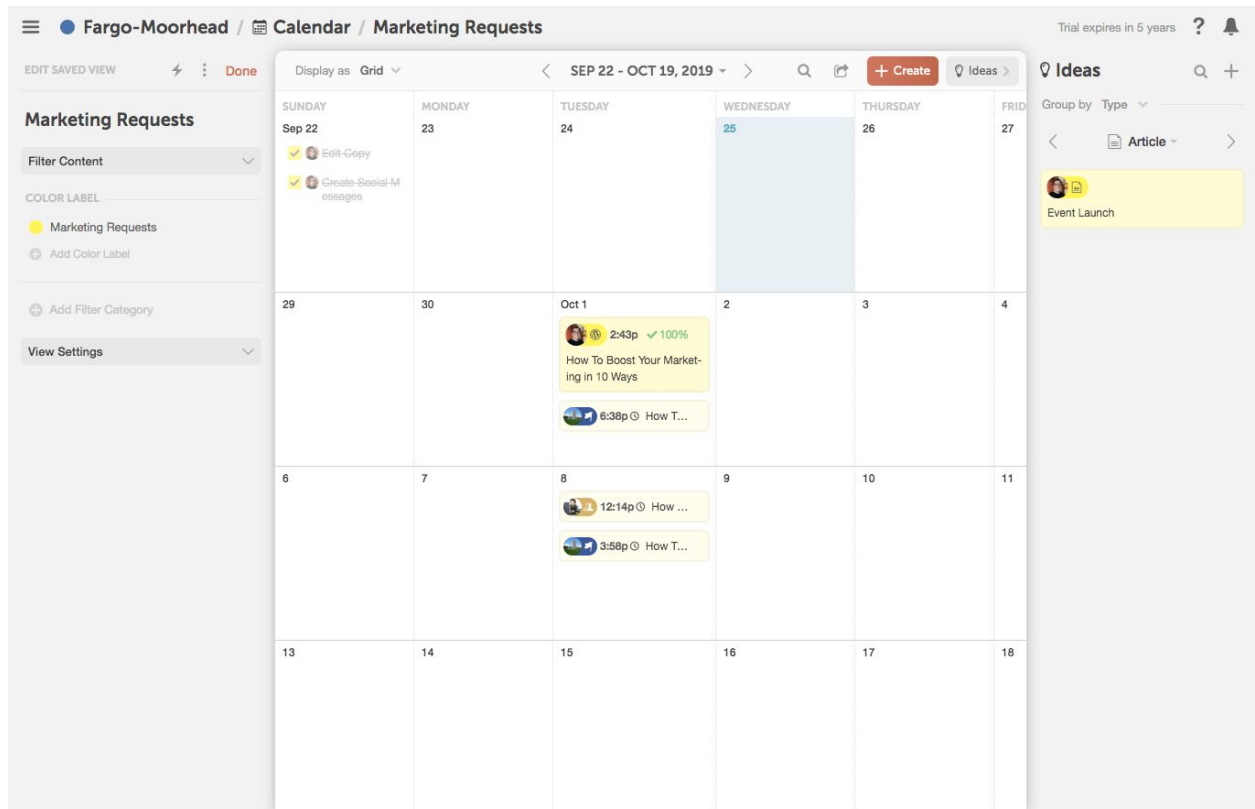 Fargo-Moorhead / Calendar / Marketing Requests
Trial expires in 5 years ?
EDIT SAVED VIEW Done
Marketing Requests
Filter Content
COLOR LABEL
Marketing Requests
Add Color Label
Add Filter Category
View Settings
Display as Grid
SEP 22 - OCT 19, 2019
+ Create
Ideas >
SUNDAY MONDAY TUESDAY WEDNESDAY THURSDAY FRID
Sep 22 23 24 25 26 27
Edit Copy
Create Social M
essages
29 30 Oct 1 2 3 4
2:43p 100%
How To Boost Your Market-
ing in 10 Ways
6:38p How T...
6 7 8 9 10 11
12:14p How ...
3:58p How T...
13 14 15 16 17 18
Ideas
Group by Type
Article
Event Launch